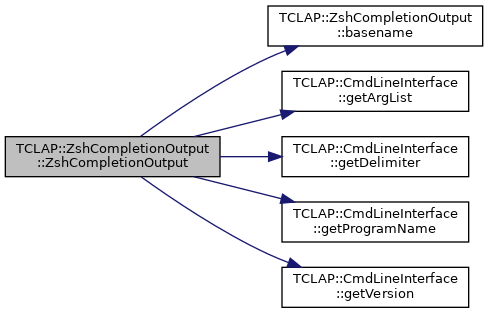 TCLAP::ZshCompletionOutput
::basename
TCLAP::CmdLineInterface
::getArgList
TCLAP::ZshCompletionOutput
::ZshCompletionOutput
TCLAP::CmdLineInterface
::getDelimiter
TCLAP::CmdLineInterface
::getProgramName
TCLAP::CmdLineInterface
::getVersion